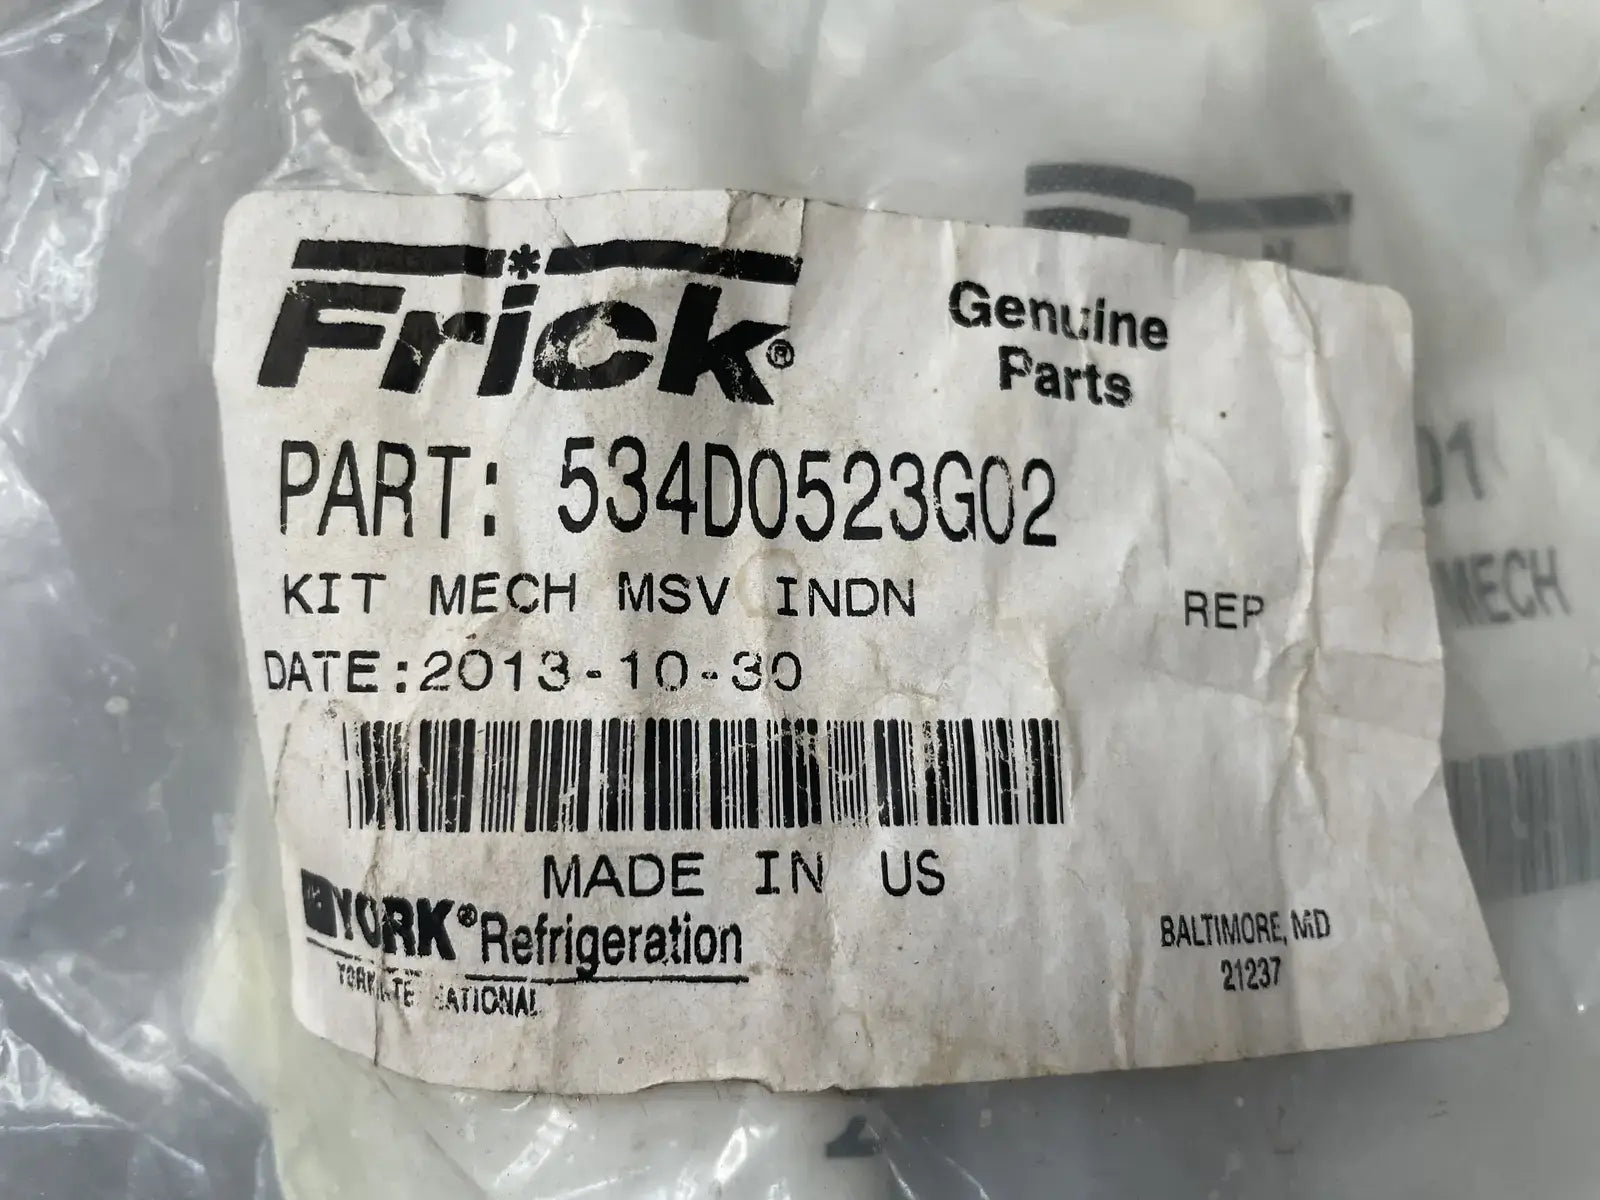 Frick®
Genuine
Parts
PART: 534D0523G02
KIT MECH MSV INDN REP
DATE:2013-10-30
MADE IN US
YORK® Refrigeration
BALTIMORE, MD
21237
01
MECH